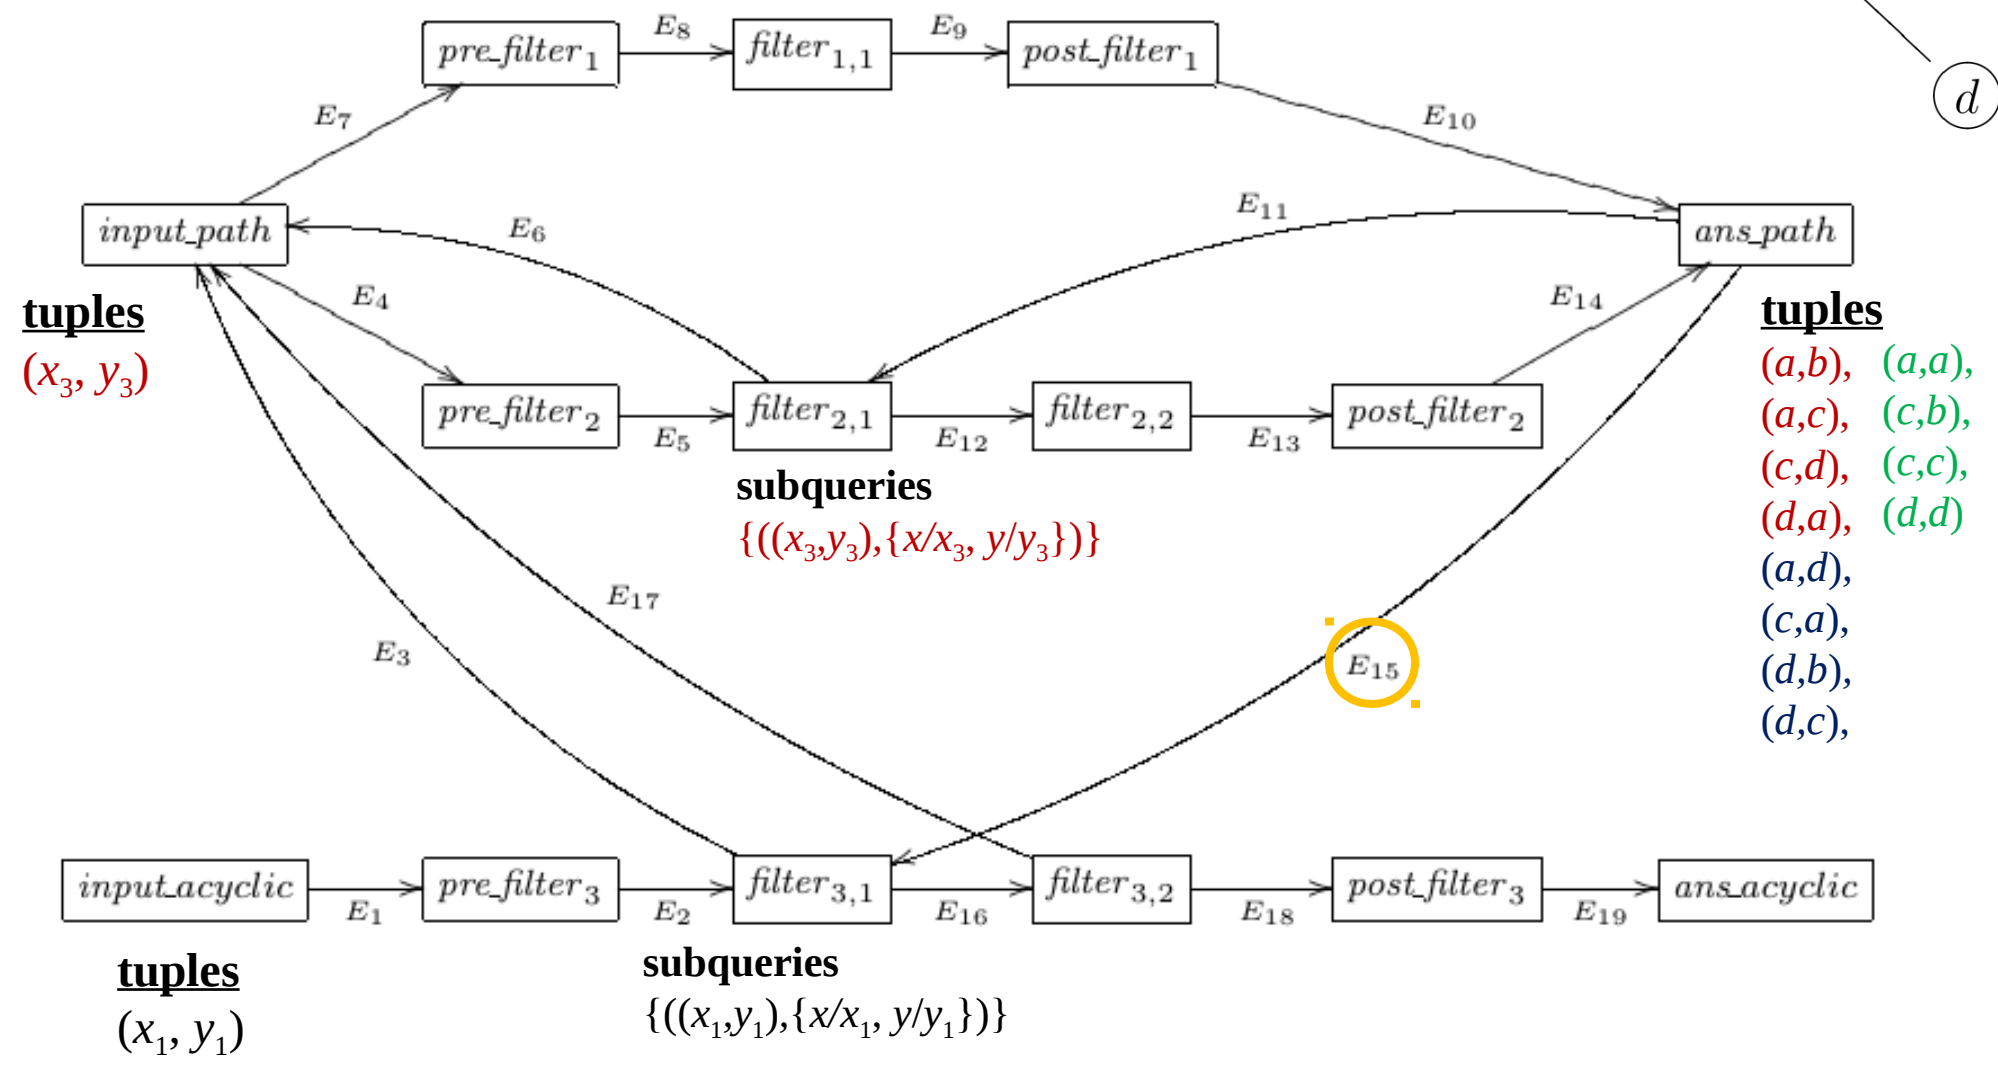 E₈
E₉
pre_filter₁
filter₁,₁
post_filter₁
d
E₇
E₁₀
E₁₁
input_path
E₆
ans_path
E₄
E₁₄
tuples
(x₃, y₃)
tuples
(a,b), (a,a),
(a,c), (c,b),
(c,d), (c,c),
(d,a), (d,d)
(a,d),
(c,a),
(d,b),
(d,c),
pre_filter₂
filter₂,₁
filter₂,₂
post_filter₂
E₅
E₁₂
E₁₃
subqueries
{((x₃,y₃),{x/x₃, y/y₃})}
E₁₇
E₃
E₁₅
input_acyclic
pre_filter₃
filter₃,₁
filter₃,₂
post_filter₃
ans_acyclic
E₁
E₂
E₁₆
E₁₈
E₁₉
tuples
(x₁, y₁)
subqueries
{((x₁,y₁),{x/x₁, y/y₁})}